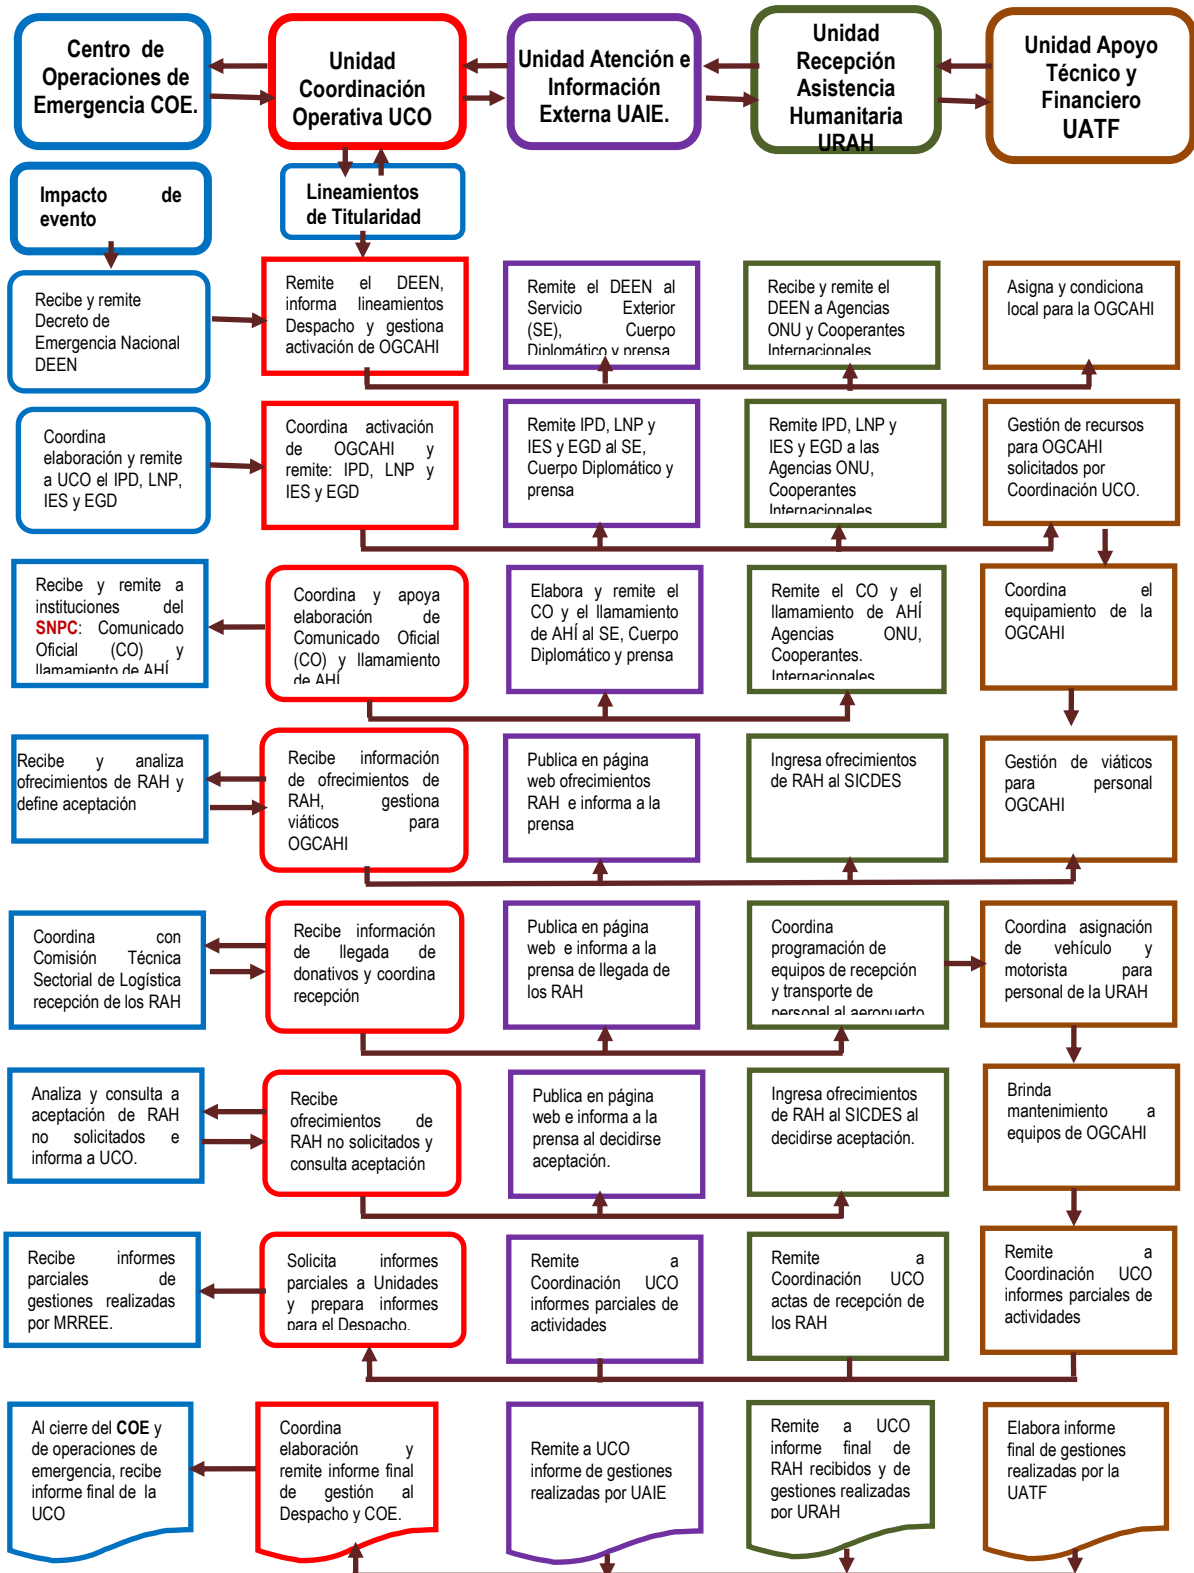 Centro de
Operaciones de
Emergencia COE.
Unidad
Coordinación
Operativa UCO
Unidad Atención e
Información
Externa UAIE.
Unidad
Recepción
Asistencia
Humanitaria
URAH
Unidad Apoyo
Técnico y
Financiero
UATF
Impacto de
evento
Lineamientos
de Titularidad
Recibe y remite
Decreto de
Emergencia Nacional
DEEN
Remite el DEEN,
informa lineamientos
Despacho y gestiona
activación de OGCAHI
Remite el DEEN al
Servicio Exterior
(SE), Cuerpo
Diplomático y prensa
Recibe y remite el
DEEN a Agencias
ONU y Cooperantes
Internacionales
Asigna y condiciona
local para la OGCAHI
Coordina
elaboración y remite
a UCO el IPD, LNP,
IES y EGD
Coordina activación
de OGCAHI y
remite: IPD, LNP y
IES y EGD
Remite IPD, LNP y
IES y EGD al SE,
Cuerpo Diplomático y
prensa
Remite IPD, LNP y
IES y EGD a las
Agencias ONU,
Cooperantes
Internacionales
Gestión de recursos
para OGCAHI
solicitados por
Coordinación UCO.
Recibe y remite a
instituciones del
SNPC: Comunicado
Oficial (CO) y
llamamiento de AHÍ
Coordina y apoya
elaboración de
Comunicado Oficial
(CO) y llamamiento
de AHÍ
Elabora y remite el
CO y el llamamiento
de AHÍ al SE, Cuerpo
Diplomático y prensa
Remite el CO y el
llamamiento de AHÍ
Agencias ONU,
Cooperantes.
Internacionales
Coordina el
equipamiento de la
OGCAHI
Recibe y analiza
ofrecimientos de RAH y
define aceptación
Recibe información
de ofrecimientos de
RAH, gestiona
viáticos para
OGCAHI
Publica en página
web ofrecimientos
RAH e informa a la
prensa
Ingresa ofrecimientos
de RAH al SICDES
Gestión de viáticos
para personal
OGCAHI
Coordina con
Comisión Técnica
Sectorial de Logística
recepción de los RAH
Recibe información
de llegada de
donativos y coordina
recepción
Publica en página
web e informa a la
prensa de llegada de
los RAH
Coordina
programación de
equipos de recepción
y transporte de
personal al aeropuerto
Coordina asignación
de vehículo y
motorista para
personal de la URAH
Analiza y consulta a
aceptación de RAH
no solicitados e
informa a UCO.
Recibe
ofrecimientos de
RAH no solicitados y
consulta aceptación
Publica en página
web e informa a la
prensa al decidirse
aceptación.
Ingresa ofrecimientos
de RAH al SICDES al
decidirse aceptación.
Brinda
mantenimiento a
equipos de OGCAHI
Recibe informes
parciales de
gestiones realizadas
por MRREE.
Solicita informes
parciales a Unidades
y prepara informes
para el Despacho.
Remite a
Coordinación UCO
informes parciales de
actividades
Remite a
Coordinación UCO
actas de recepción de
los RAH
Remite a
Coordinación UCO
informes parciales de
actividades
Al cierre del COE y
de operaciones de
emergencia, recibe
informe final de la
UCO
Coordina
elaboración y
remite informe final
de gestión al
Despacho y COE.
Remite a UCO
informe de gestiones
realizadas por UAIE
Remite a UCO
informe final de
RAH recibidos y de
gestiones realizadas
por URAH
Elabora informe
final de gestiones
realizadas por la
UATF